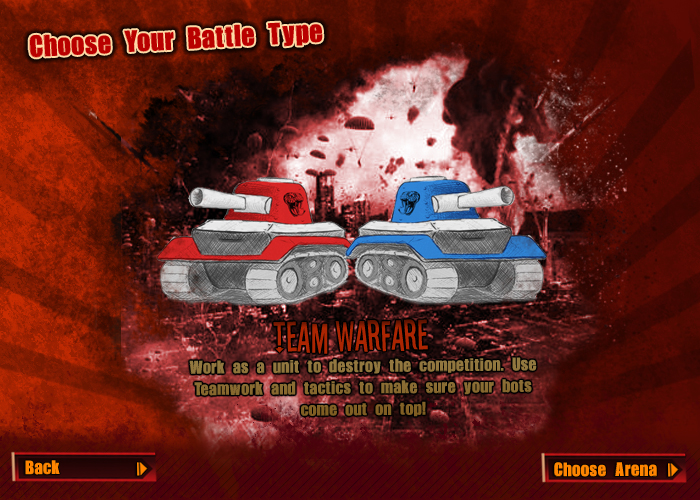 Choose Your Battle Type
TEAM WARFARE
Work as a unit to destroy the competition. Use
Teamwork and tactics to make sure your bots
come out on top!
Back
Choose Arena